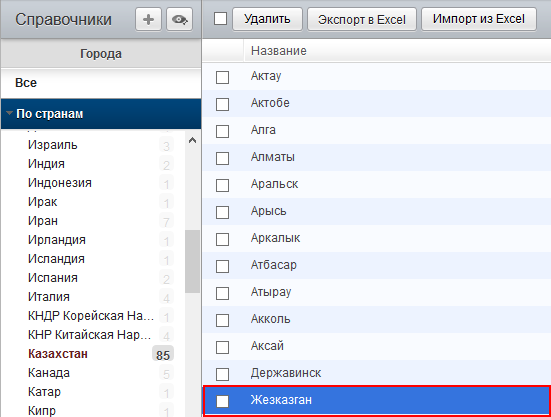 Справочники
Удалить
Экспорт в Excel
Импорт из Excel
Города
Название
Все
По странам
Израиль 3
Индия 2
Индонезия 1
Ирак 1
Иран 7
Ирландия 1
Исландия 1
Испания 2
Италия 4
КНДР Корейская На... 1
КНР Китайская Нар... 4
Казахстан 85
Канада 5
Катар 1
Кипр 1
Актау
Актобе
Алга
Алматы
Аральск
Арысь
Аркалык
Атбасар
Атырау
Акколь
Аксай
Державинск
Жезказган